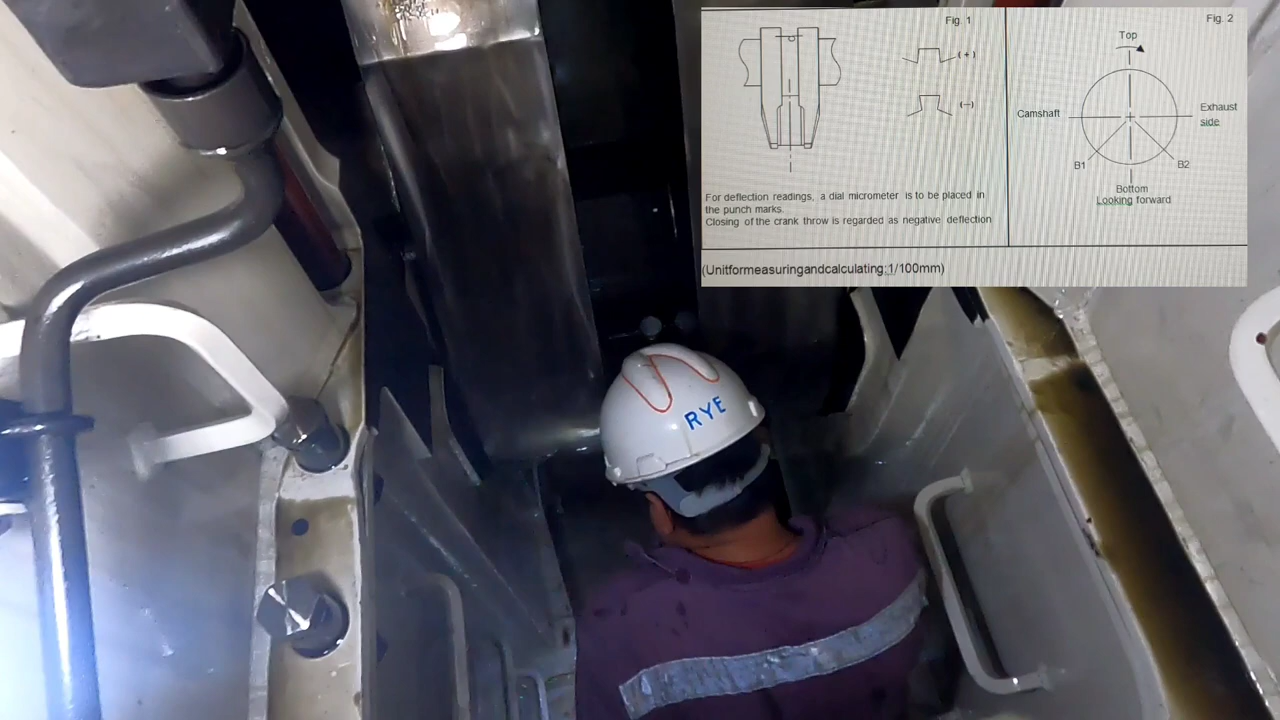 Fig. 1
(+)
(-)
For deflection readings, a dial micrometer is to be placed in
the punch marks.
Closing of the crank throw is regarded as negative deflection
Fig. 2
Top
Camshaft
Exhaust
side
B1
B2
Bottom
Looking forward
(Unitformeasuringandcalculating:1/100mm)
RYE